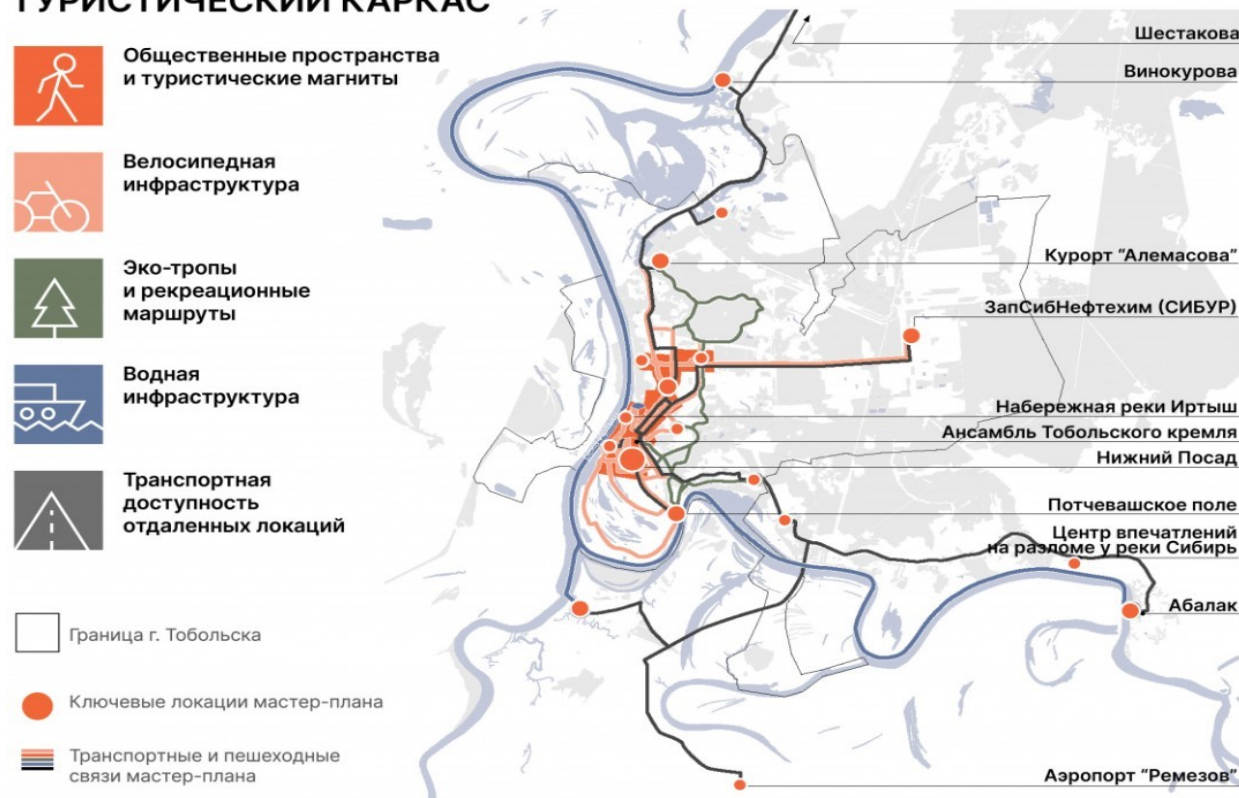 ТУРИСТИЧЕСКИЙ КАРКАС
Общественные пространства
и туристические магниты
Велосипедная
инфраструктура
Эко-тропы
и рекреационные
маршруты
Водная
инфраструктура
Транспортная
доступность
отдаленных локаций
Граница г. Тобольска
Ключевые локации мастер-плана
Транспортные и пешеходные
связи мастер-плана
Шестакова
Винокурова
Курорт "Алемасова"
ЗапСибНефтехим (СИБУР)
Набережная реки Иртыш
Ансамбль Тобольского кремля
Нижний Посад
Потчевашское поле
Центр впечатлений
на разломе у реки Сибирь
Абалак
Аэропорт "Ремезов"